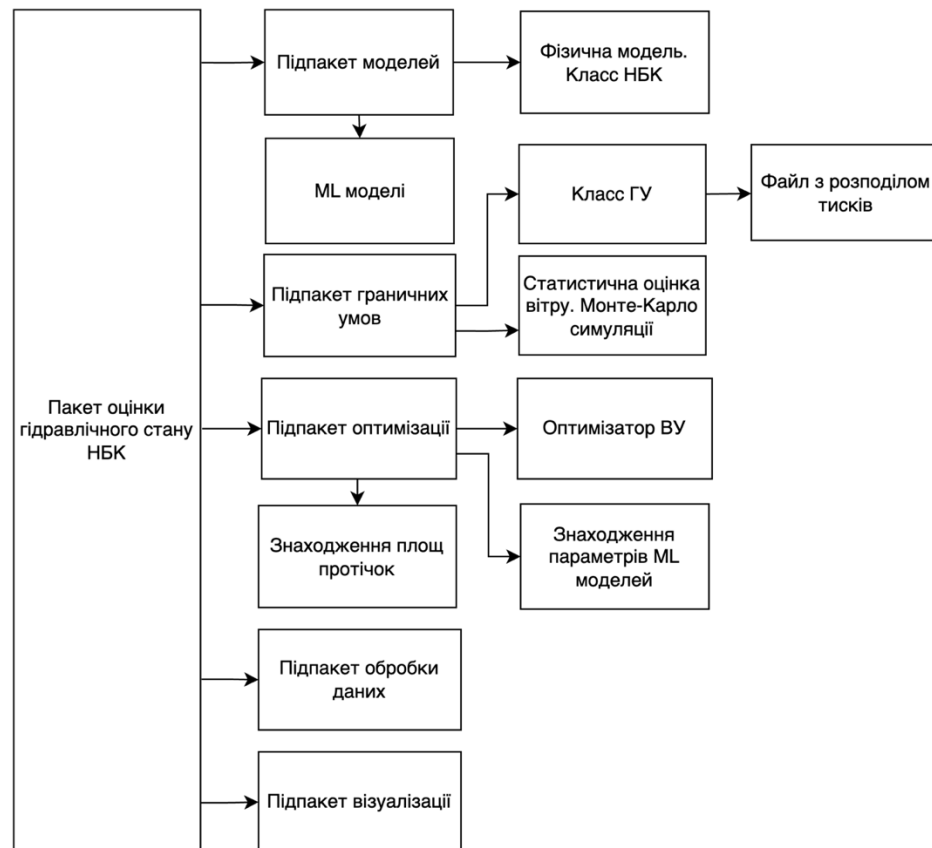 Пакет оцінки
гідравлічного стану
НБК
Підпакет моделей
Фізична модель.
Класс НБК
ML моделі
Підпакет граничних
умов
Класс ГУ
Файл з розподілом
тисків
Статистична оцінка
вітру. Монте-Карло
симуляції
Підпакет оптимізації
Оптимізатор ВУ
Знаходження площ
протічок
Знаходження
параметрів ML
моделей
Підпакет обробки
даних
Підпакет візуалізації